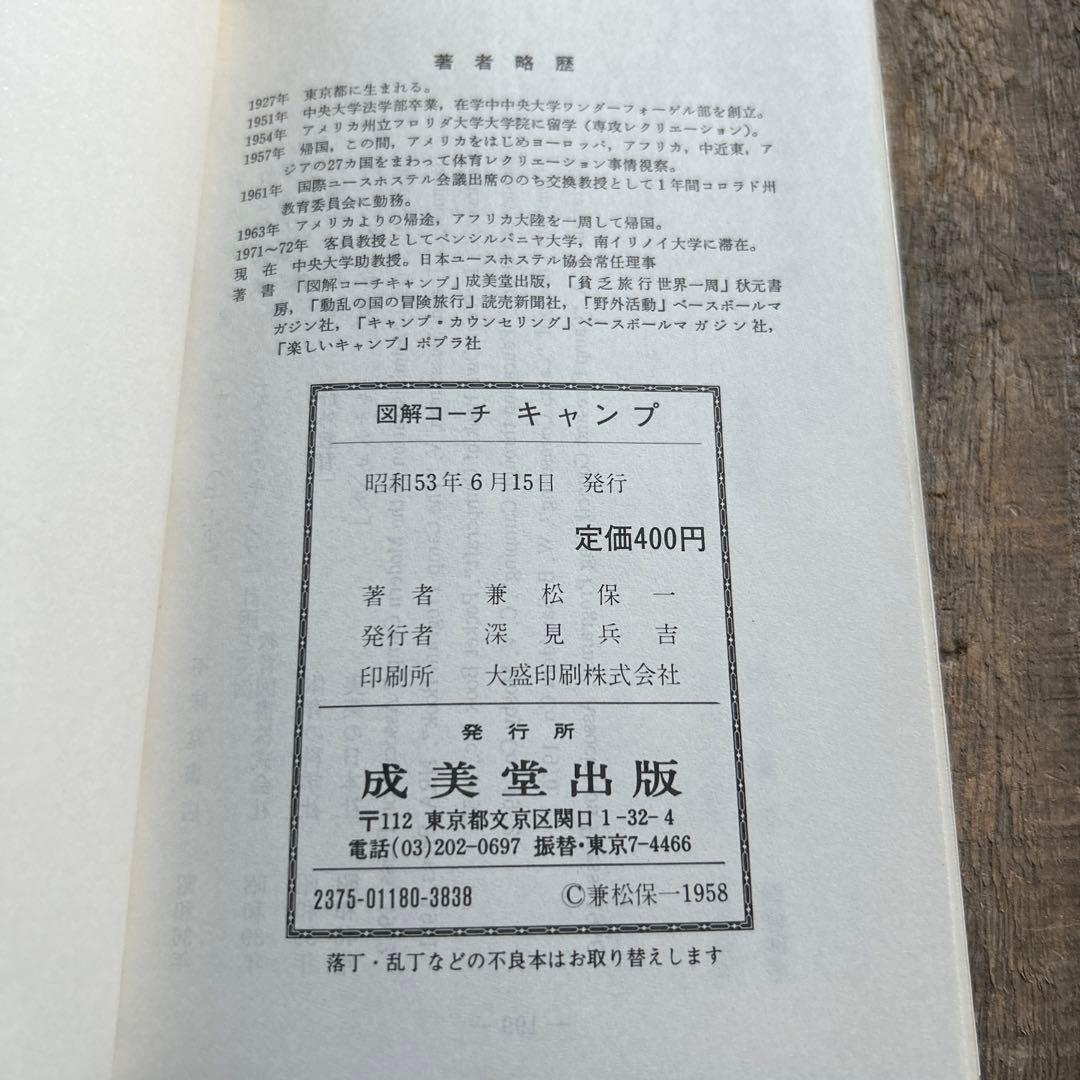 著者略歴
1927年 東京都に生まれる。
1951年 中央大学法学部卒業，在学中中央大学ワンダーフォーゲル部を創立。
1954年 アメリカ州立フロリダ大学大学院に留学（専攻レクリエーション）。
1957年 帰国，この間，アメリカをはじめヨーロッパ，アフリカ，中近東，ア
ジアの27カ国をまわって体育レクリエーション事情視察。
1961年 国際ユースホステル会議出席ののち交換教授として1年間コロラド州
教育委員会に勤務。
1963年 アメリカよりの帰途，アフリカ大陸を一周して帰国。
1971〜72年 客員教授としてペンシルバニヤ大学，南イリノイ大学に滞在。
現在 中央大学助教授。日本ユースホステル協会常任理事
著書 「図解コーチキャンプ」成美堂出版，「貧乏旅行世界一周」秋元書
房，「動乱の国の冒険旅行」読売新聞社，「野外活動」ベースボールマ
ガジン社，「キャンプ・カウンセリング」ベースボールマガジン社，
「楽しいキャンプ」ポプラ社
図解コーチ キャンプ
昭和53年6月15日 発行
定価400円
著者 兼松保一
発行者 深見兵吉
印刷所 大盛印刷株式会社
発行所
成美堂出版
〒112 東京都文京区関口1-32-4
電話(03)202-0697 振替・東京7-4466
2375-01180-3838 ©兼松保一1958
落丁・乱丁などの不良本はお取り替えします